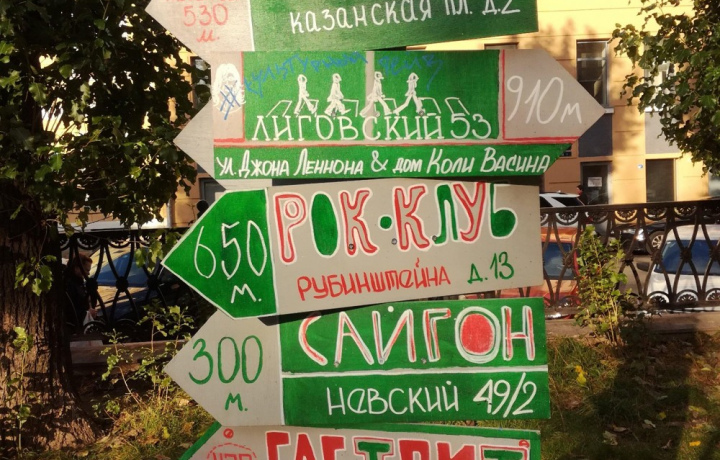 530
М.
казанская пл. д.2
ЛИГОВСКИЙ 53
910 м
ул. Джона Леннона & дом Коли Васина
650
М.
РОК•КЛУБ
РУБИНШТЕЙНА д. 13
300
М.
САЙГОН
НЕВСКИЙ 49/2